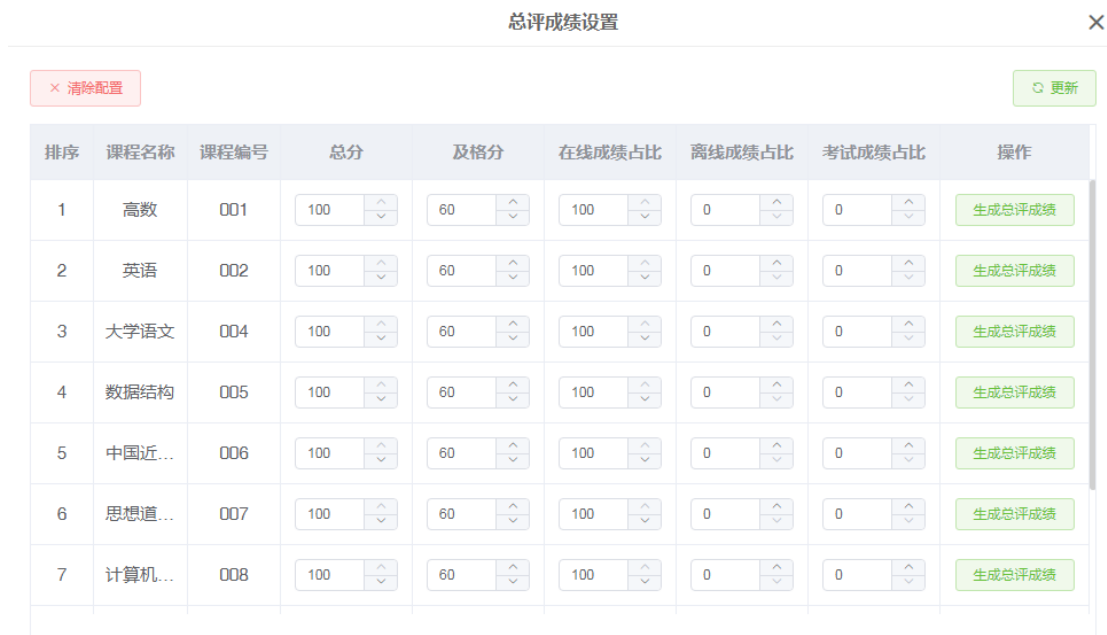 总评成绩设置
清除配置
更新
排序 课程名称 课程编号 总分 及格分 在线成绩占比 离线成绩占比 考试成绩占比 操作
1 高数 001 100 60 100 0 0 生成总评成绩
2 英语 002 100 60 100 0 0 生成总评成绩
3 大学语文 004 100 60 100 0 0 生成总评成绩
4 数据结构 005 100 60 100 0 0 生成总评成绩
5 中国近... 006 100 60 100 0 0 生成总评成绩
6 思想道... 007 100 60 100 0 0 生成总评成绩
7 计算机... 008 100 60 100 0 0 生成总评成绩